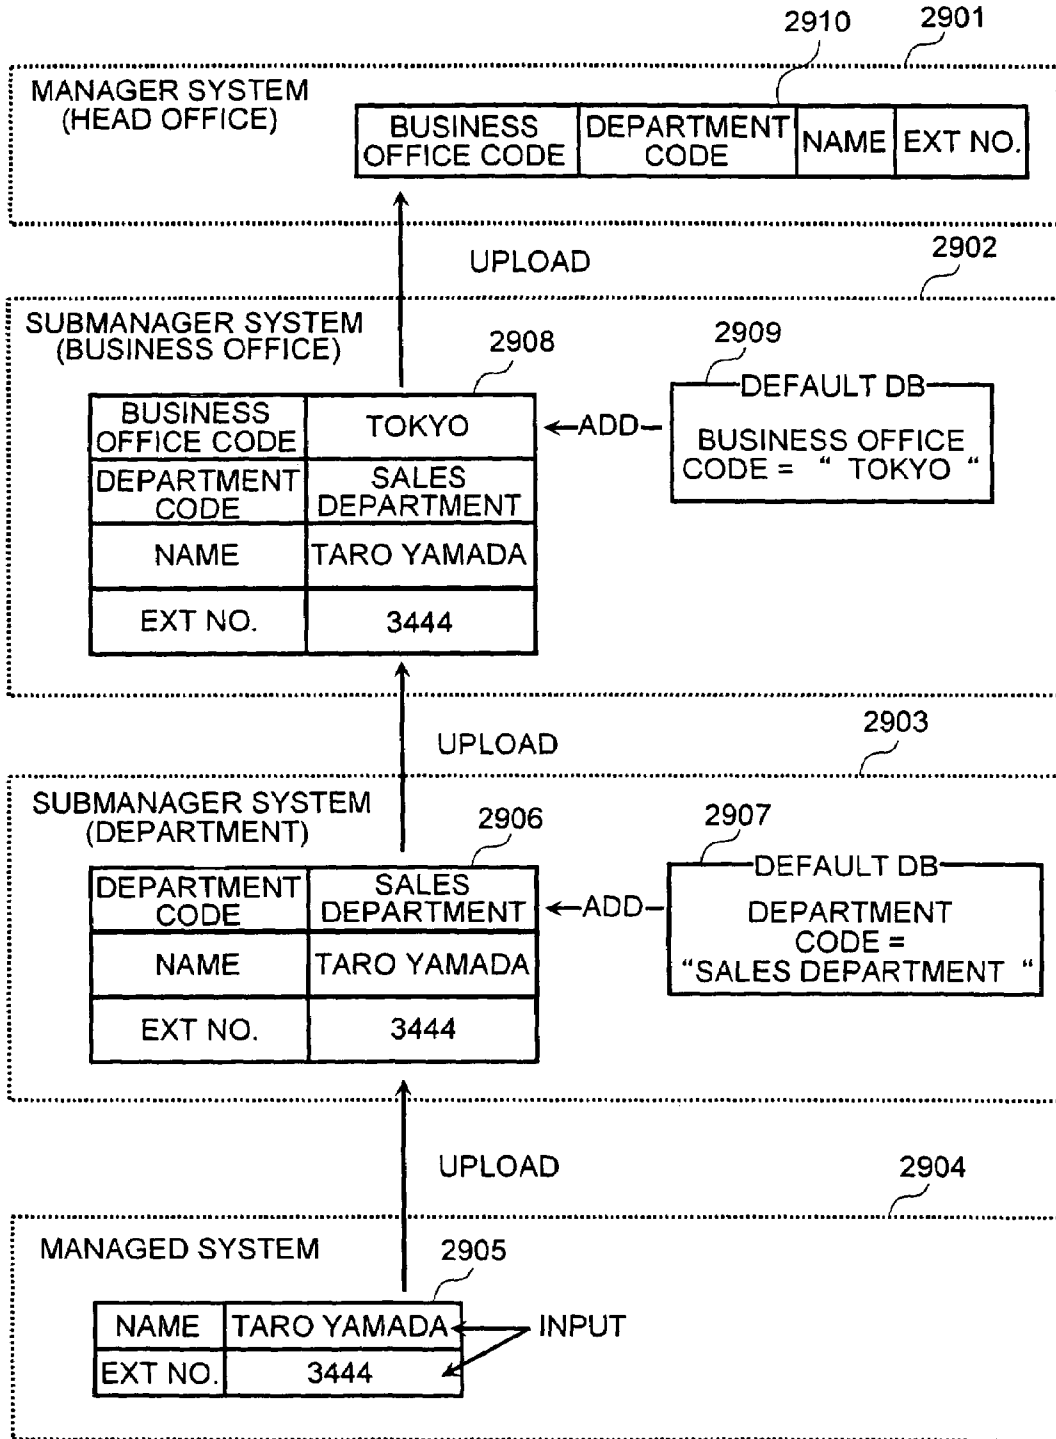 2910
2901
MANAGER SYSTEM
(HEAD OFFICE)
BUSINESS
OFFICE CODE
DEPARTMENT
CODE
NAME
EXT NO.
UPLOAD
2902
SUBMANAGER SYSTEM
(BUSINESS OFFICE)
2908
2909
BUSINESS
OFFICE CODE
TOKYO
ADD
DEFAULT DB
BUSINESS OFFICE
CODE = “ TOKYO “
DEPARTMENT
CODE
SALES
DEPARTMENT
NAME
TARO YAMADA
EXT NO.
3444
UPLOAD
2903
SUBMANAGER SYSTEM
(DEPARTMENT)
2906
2907
DEPARTMENT
CODE
SALES
DEPARTMENT
ADD
DEFAULT DB
DEPARTMENT
CODE =
“SALES DEPARTMENT “
NAME
TARO YAMADA
EXT NO.
3444
UPLOAD
2904
MANAGED SYSTEM
2905
NAME
TARO YAMADA
INPUT
EXT NO.
3444